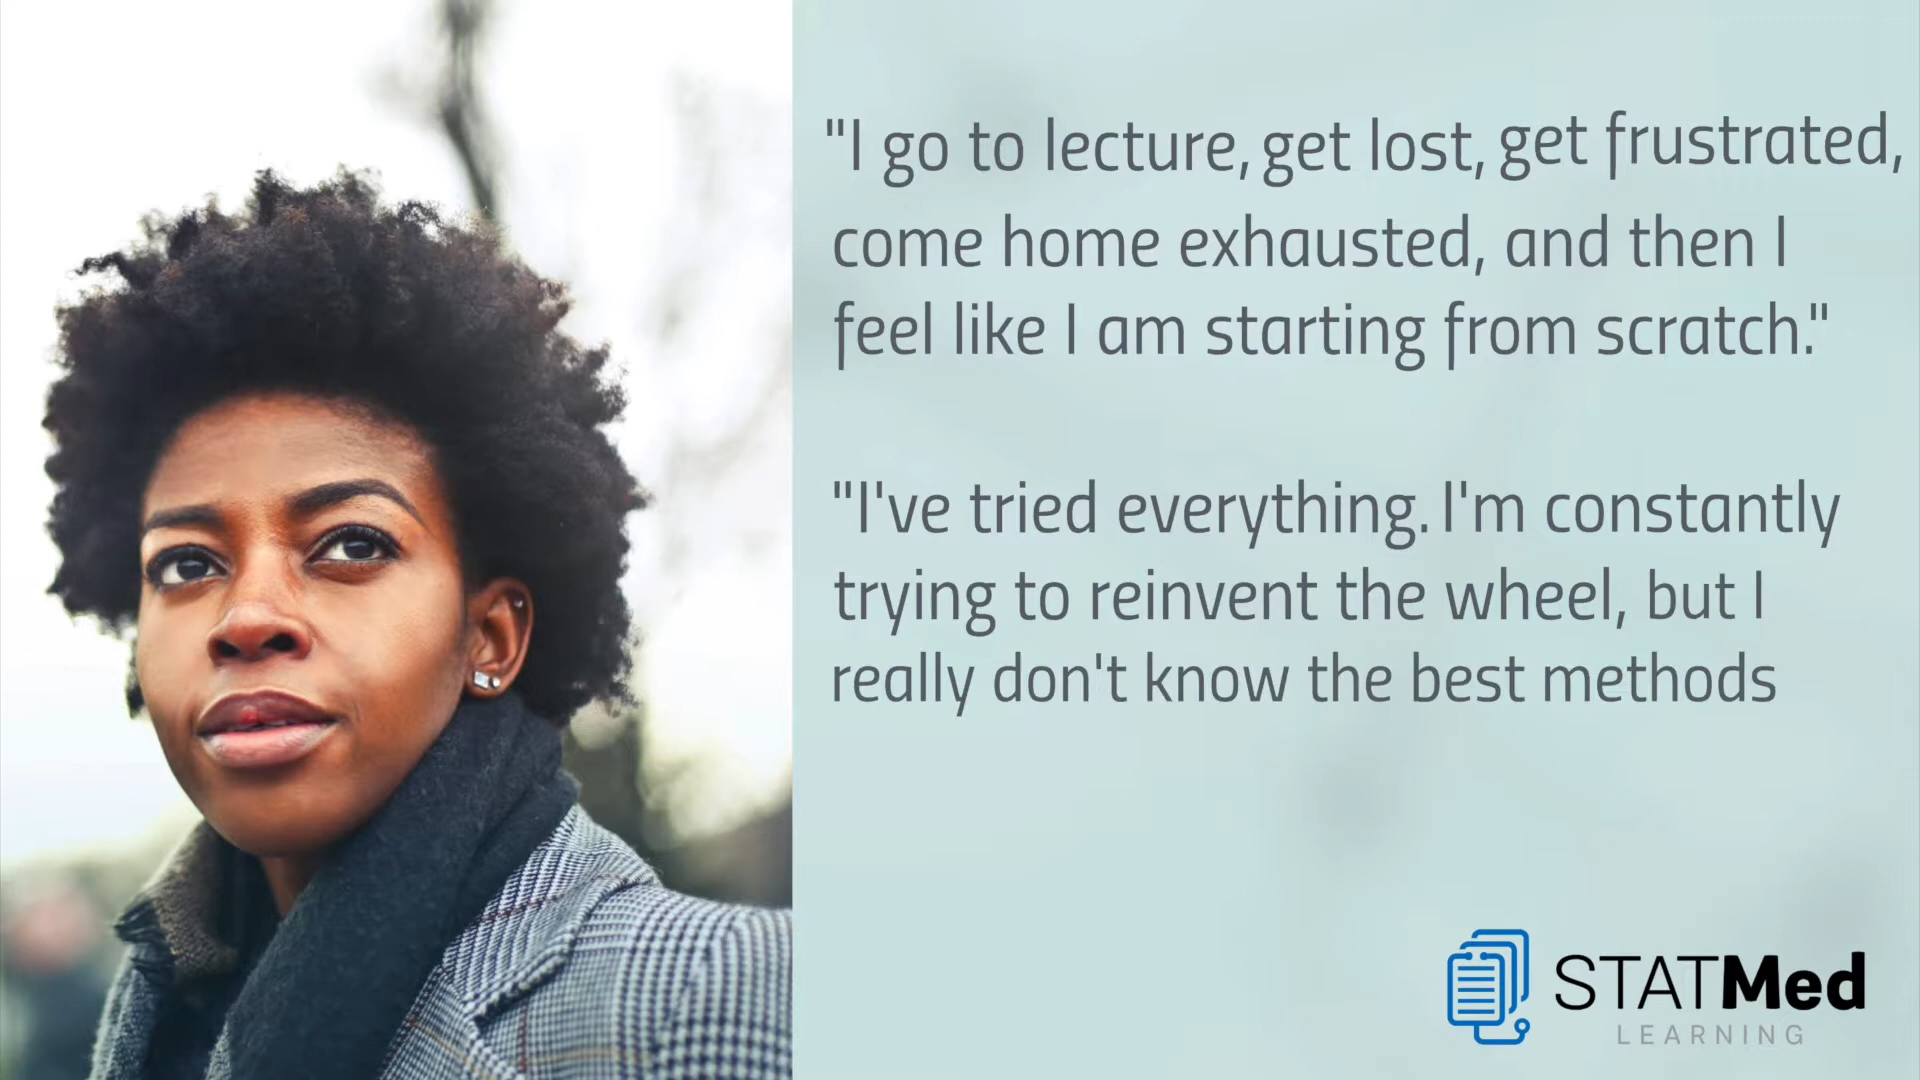 "I go to lecture, get lost, get frustrated,
come home exhausted, and then I
feel like I am starting from scratch."
"I've tried everything. I'm constantly
trying to reinvent the wheel, but I
really don't know the best methods
STATMed
LEARNING